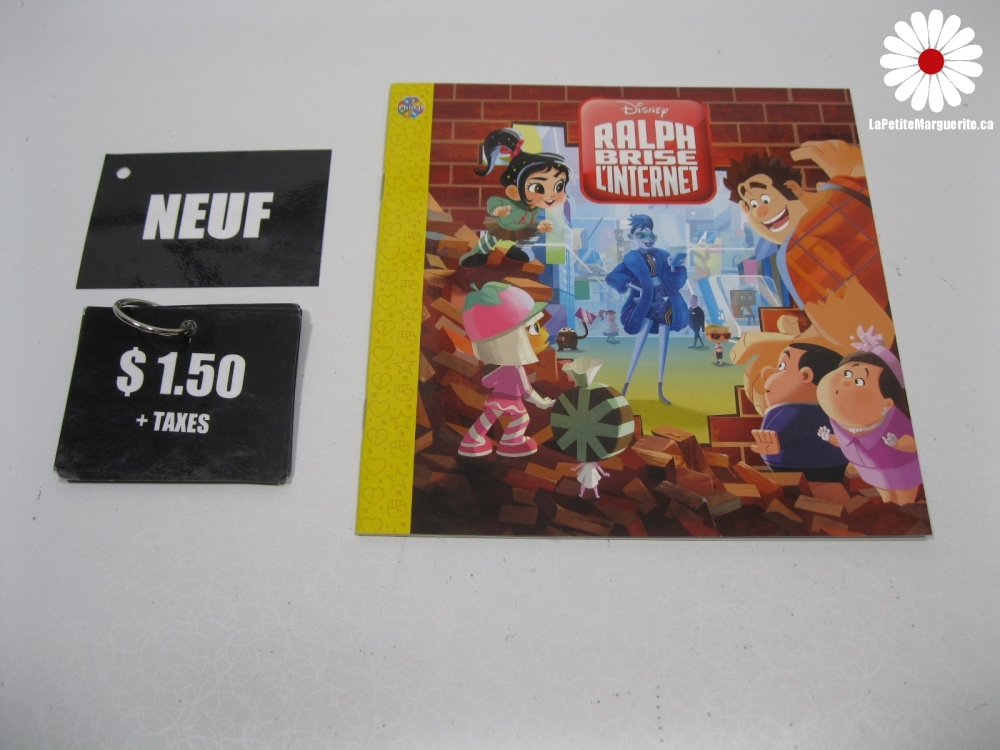 LaPetiteMarguerite.ca
NEUF
$ 1.50
+ TAXES
Disney
RALPH
BRISE
L'INTERNET